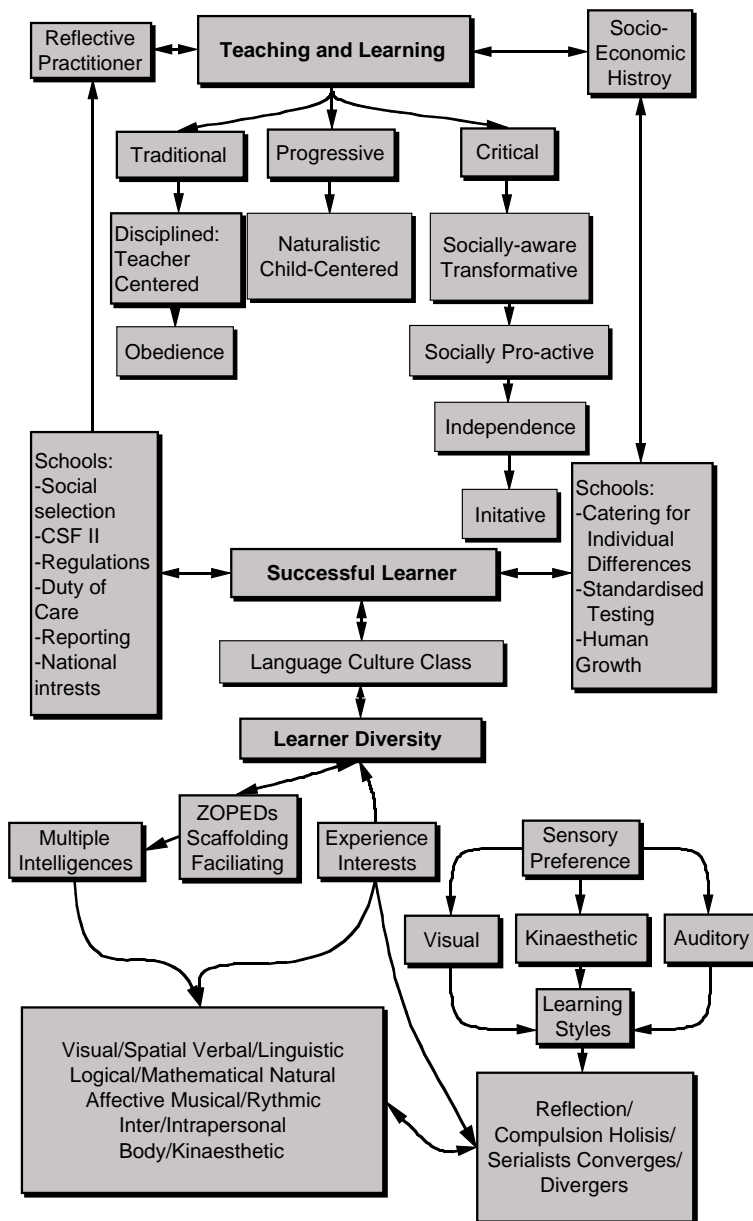 Reflective
Practitioner
Teaching and Learning
Socio-
Economic
Histroy
Traditional
Progressive
Critical
Disciplined:
Teacher
Centered
Naturalistic
Child-Centered
Socially-aware
Transformative
Obedience
Socially Pro-active
Independence
Initative
Schools:
-Social
selection
-CSF II
-Regulations
-Duty of
Care
-Reporting
-National
intrests
Successful Learner
Schools:
-Catering for
Individual
Differences
-Standardised
Testing
-Human
Growth
Language Culture Class
Learner Diversity
Multiple
Intelligences
ZOPEDs
Scaffolding
Faciliating
Experience
Interests
Sensory
Preference
Visual
Kinaesthetic
Auditory
Learning
Styles
Visual/Spatial Verbal/Linguistic
Logical/Mathematical Natural
Affective Musical/Rythmic
Inter/Intrapersonal
Body/Kinaesthetic
Reflection/
Compulsion Holisis/
Serialists Converges/
Divergers